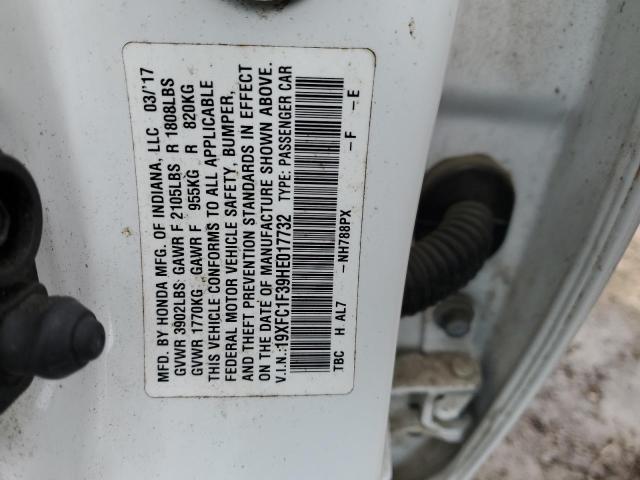 MFD. BY HONDA MFG. OF INDIANA, LLC 03/'17
GVWR 3902LBS GAWR F 2105LBS R 1808LBS
GVWR 1770KG GAWR F 955KG R 820KG
THIS VEHICLE CONFORMS TO ALL APPLICABLE
FEDERAL MOTOR VEHICLE SAFETY, BUMPER,
AND THEFT PREVENTION STANDARDS IN EFFECT
ON THE DATE OF MANUFACTURE SHOWN ABOVE.
V.I.N.:19XFC1F39HE017732 TYPE: PASSENGER CAR
TBC H AL7 –NH788PX –F –E